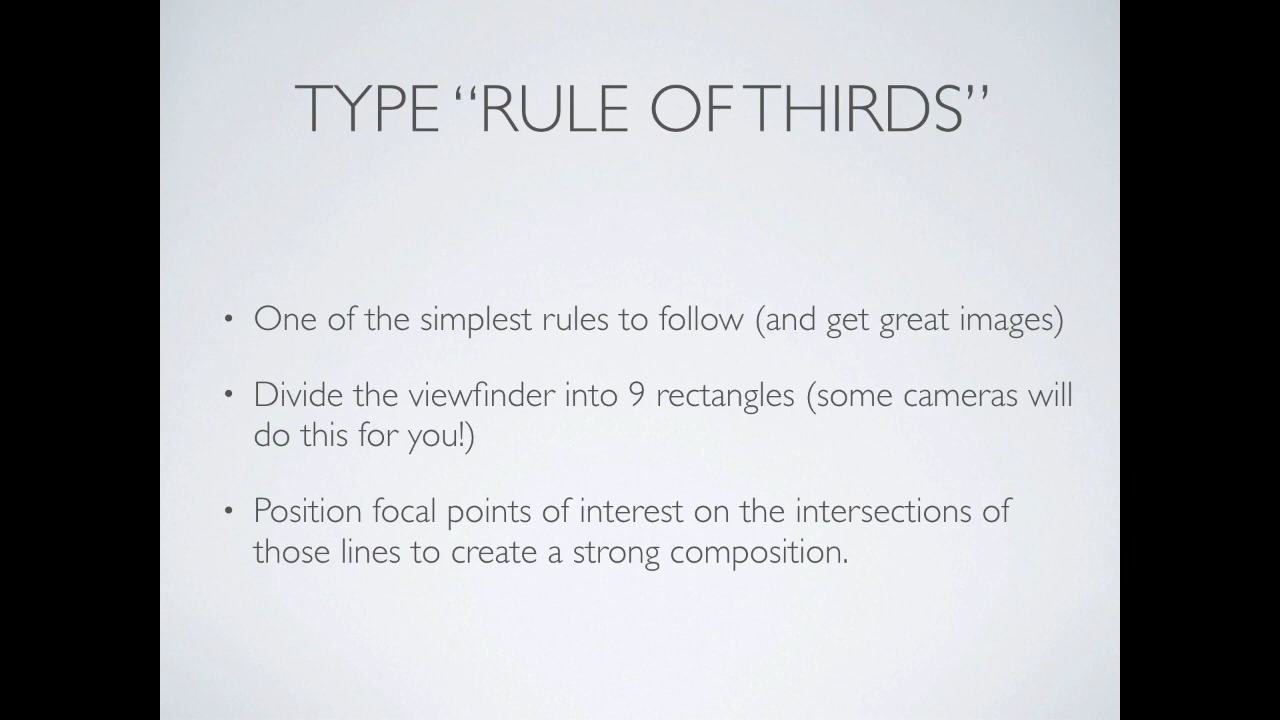 TYPE “RULE OF THIRDS”
• One of the simplest rules to follow (and get great images)
• Divide the viewfinder into 9 rectangles (some cameras will
do this for you!)
• Position focal points of interest on the intersections of
those lines to create a strong composition.